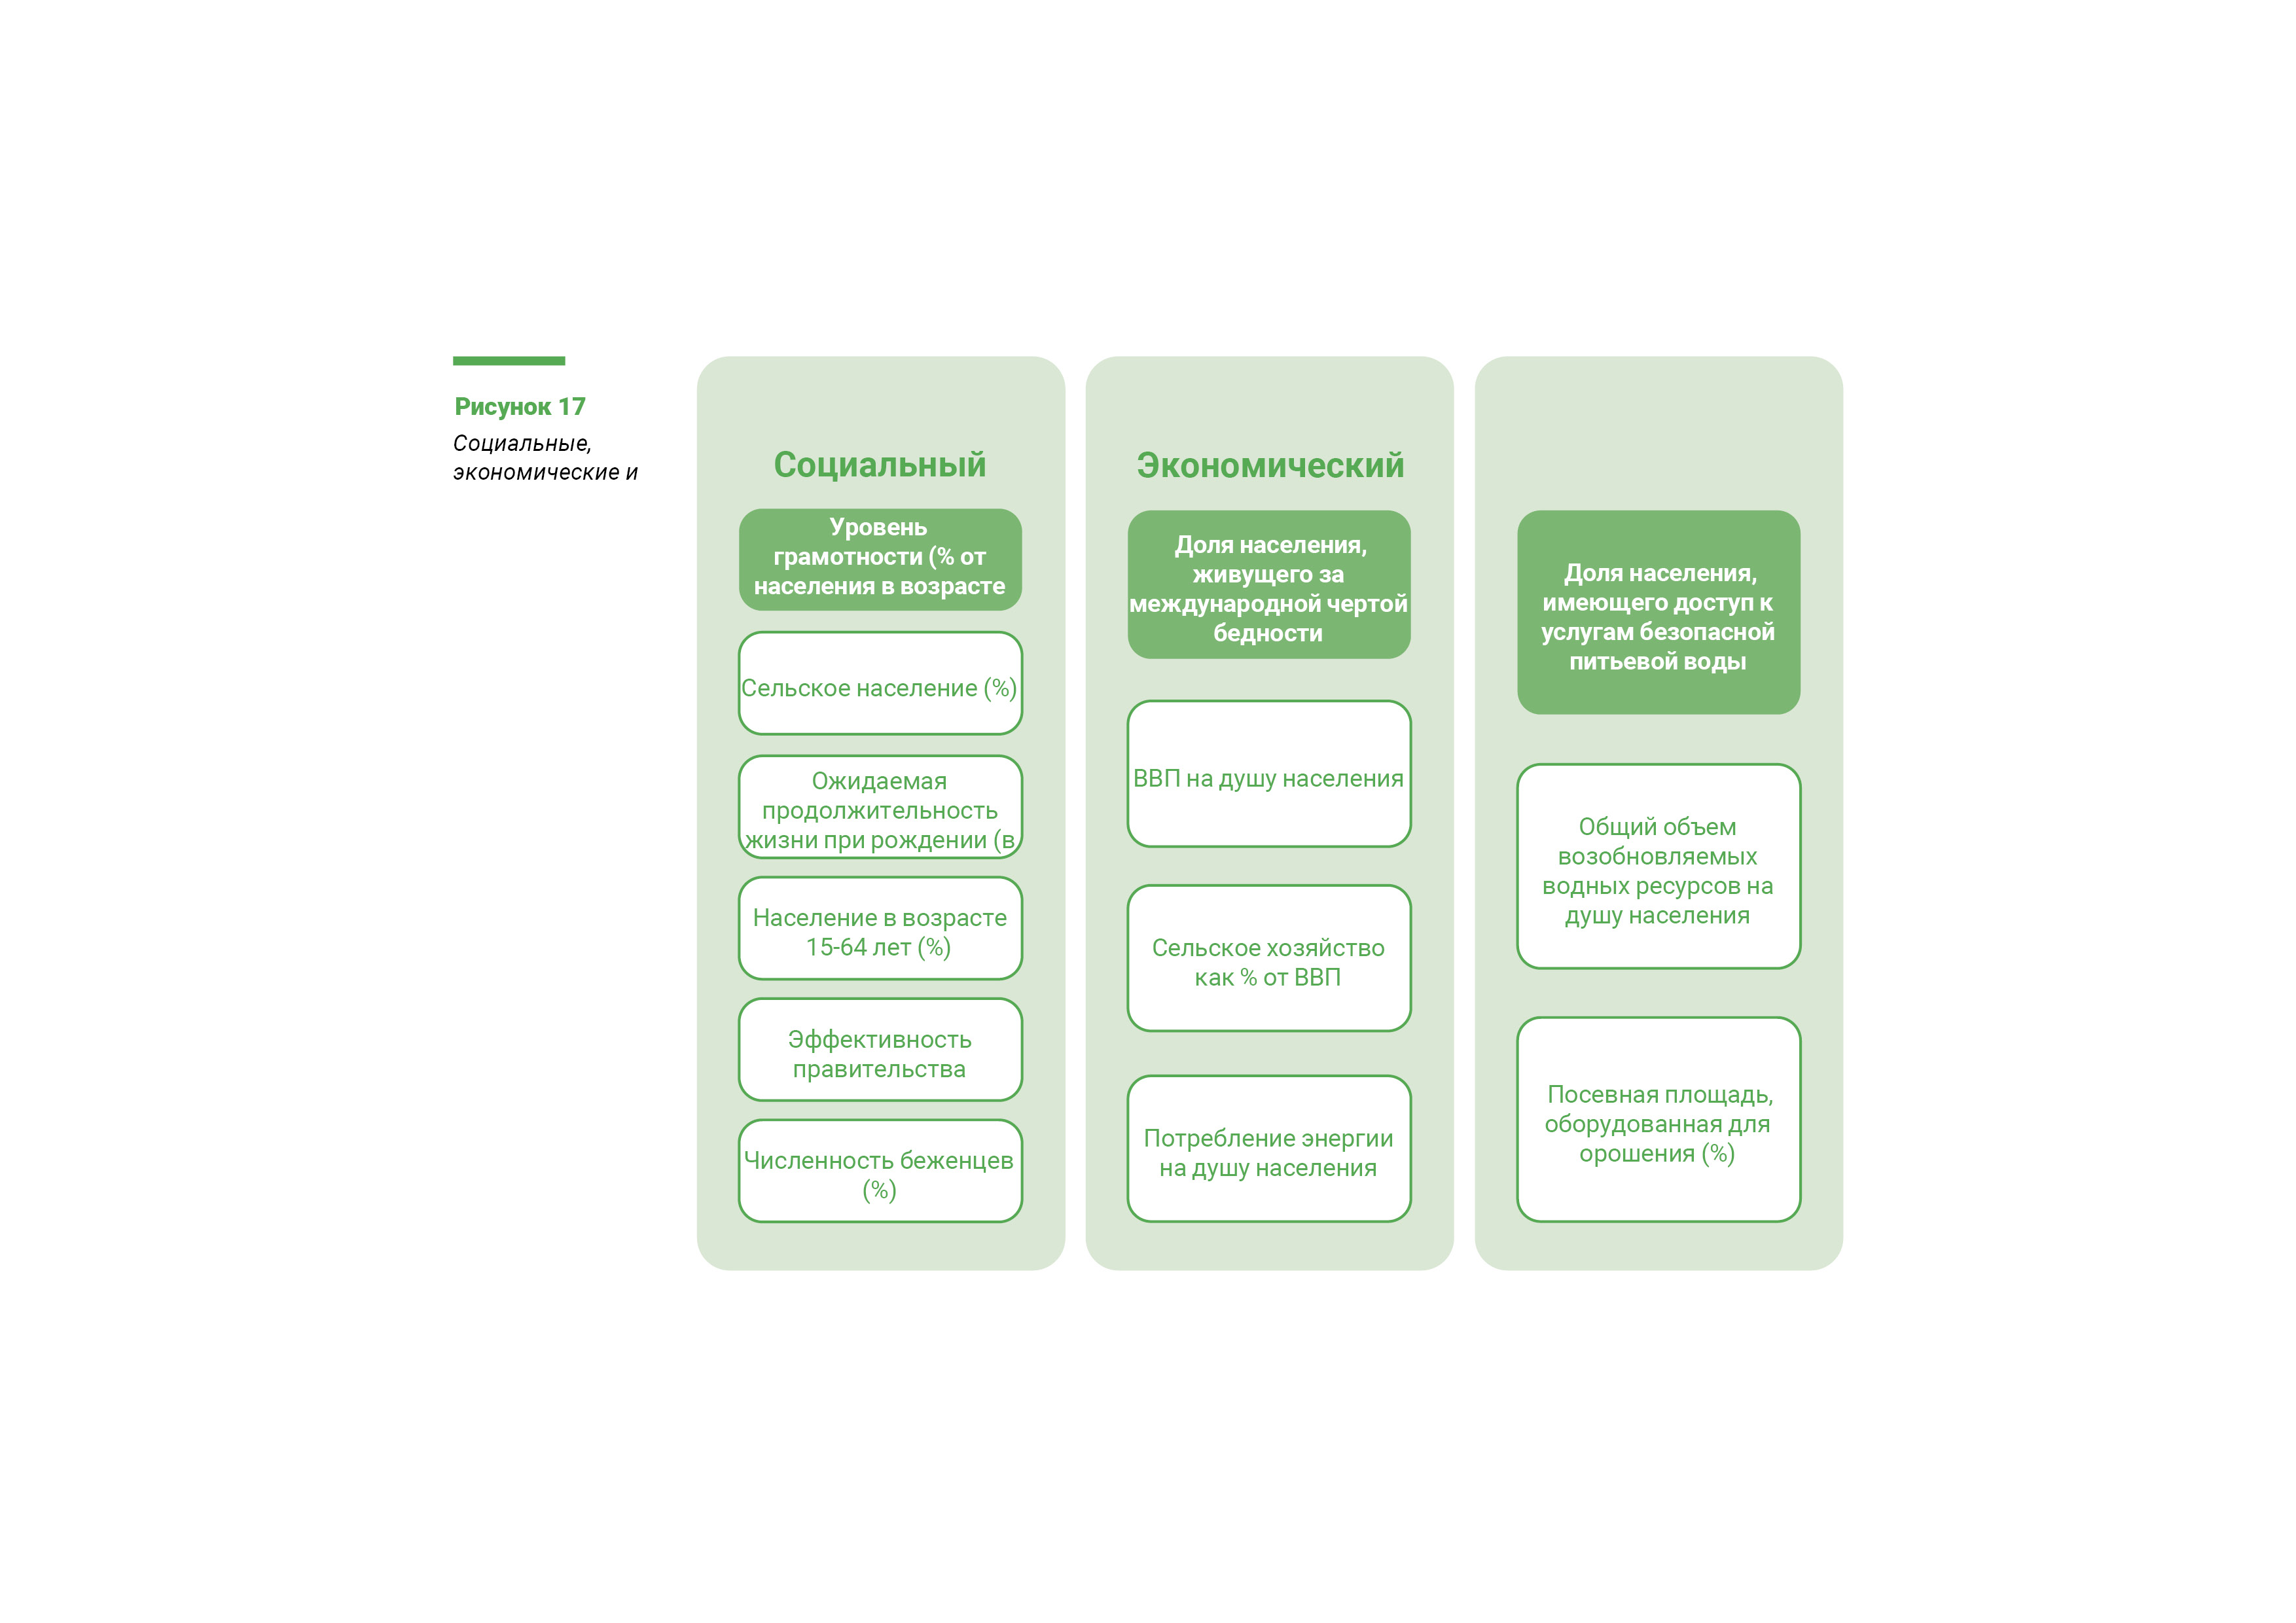 Рисунок 17
Социальные,
экономические и
Социальный
Уровень
грамотности (% от
населения в возрасте
Сельское население (%)
Ожидаемая
продолжительность
жизни при рождении (в
Население в возрасте
15-64 лет (%)
Эффективность
правительства
Численность беженцев
(%)
Экономический
Доля населения,
живущего за
международной чертой
бедности
ВВП на душу населения
Сельское хозяйство
как % от ВВП
Потребление энергии
на душу населения
Доля населения,
имеющего доступ к
услугам безопасной
питьевой воды
Общий объем
возобновляемых
водных ресурсов на
душу населения
Посевная площадь,
оборудованная для
орошения (%)